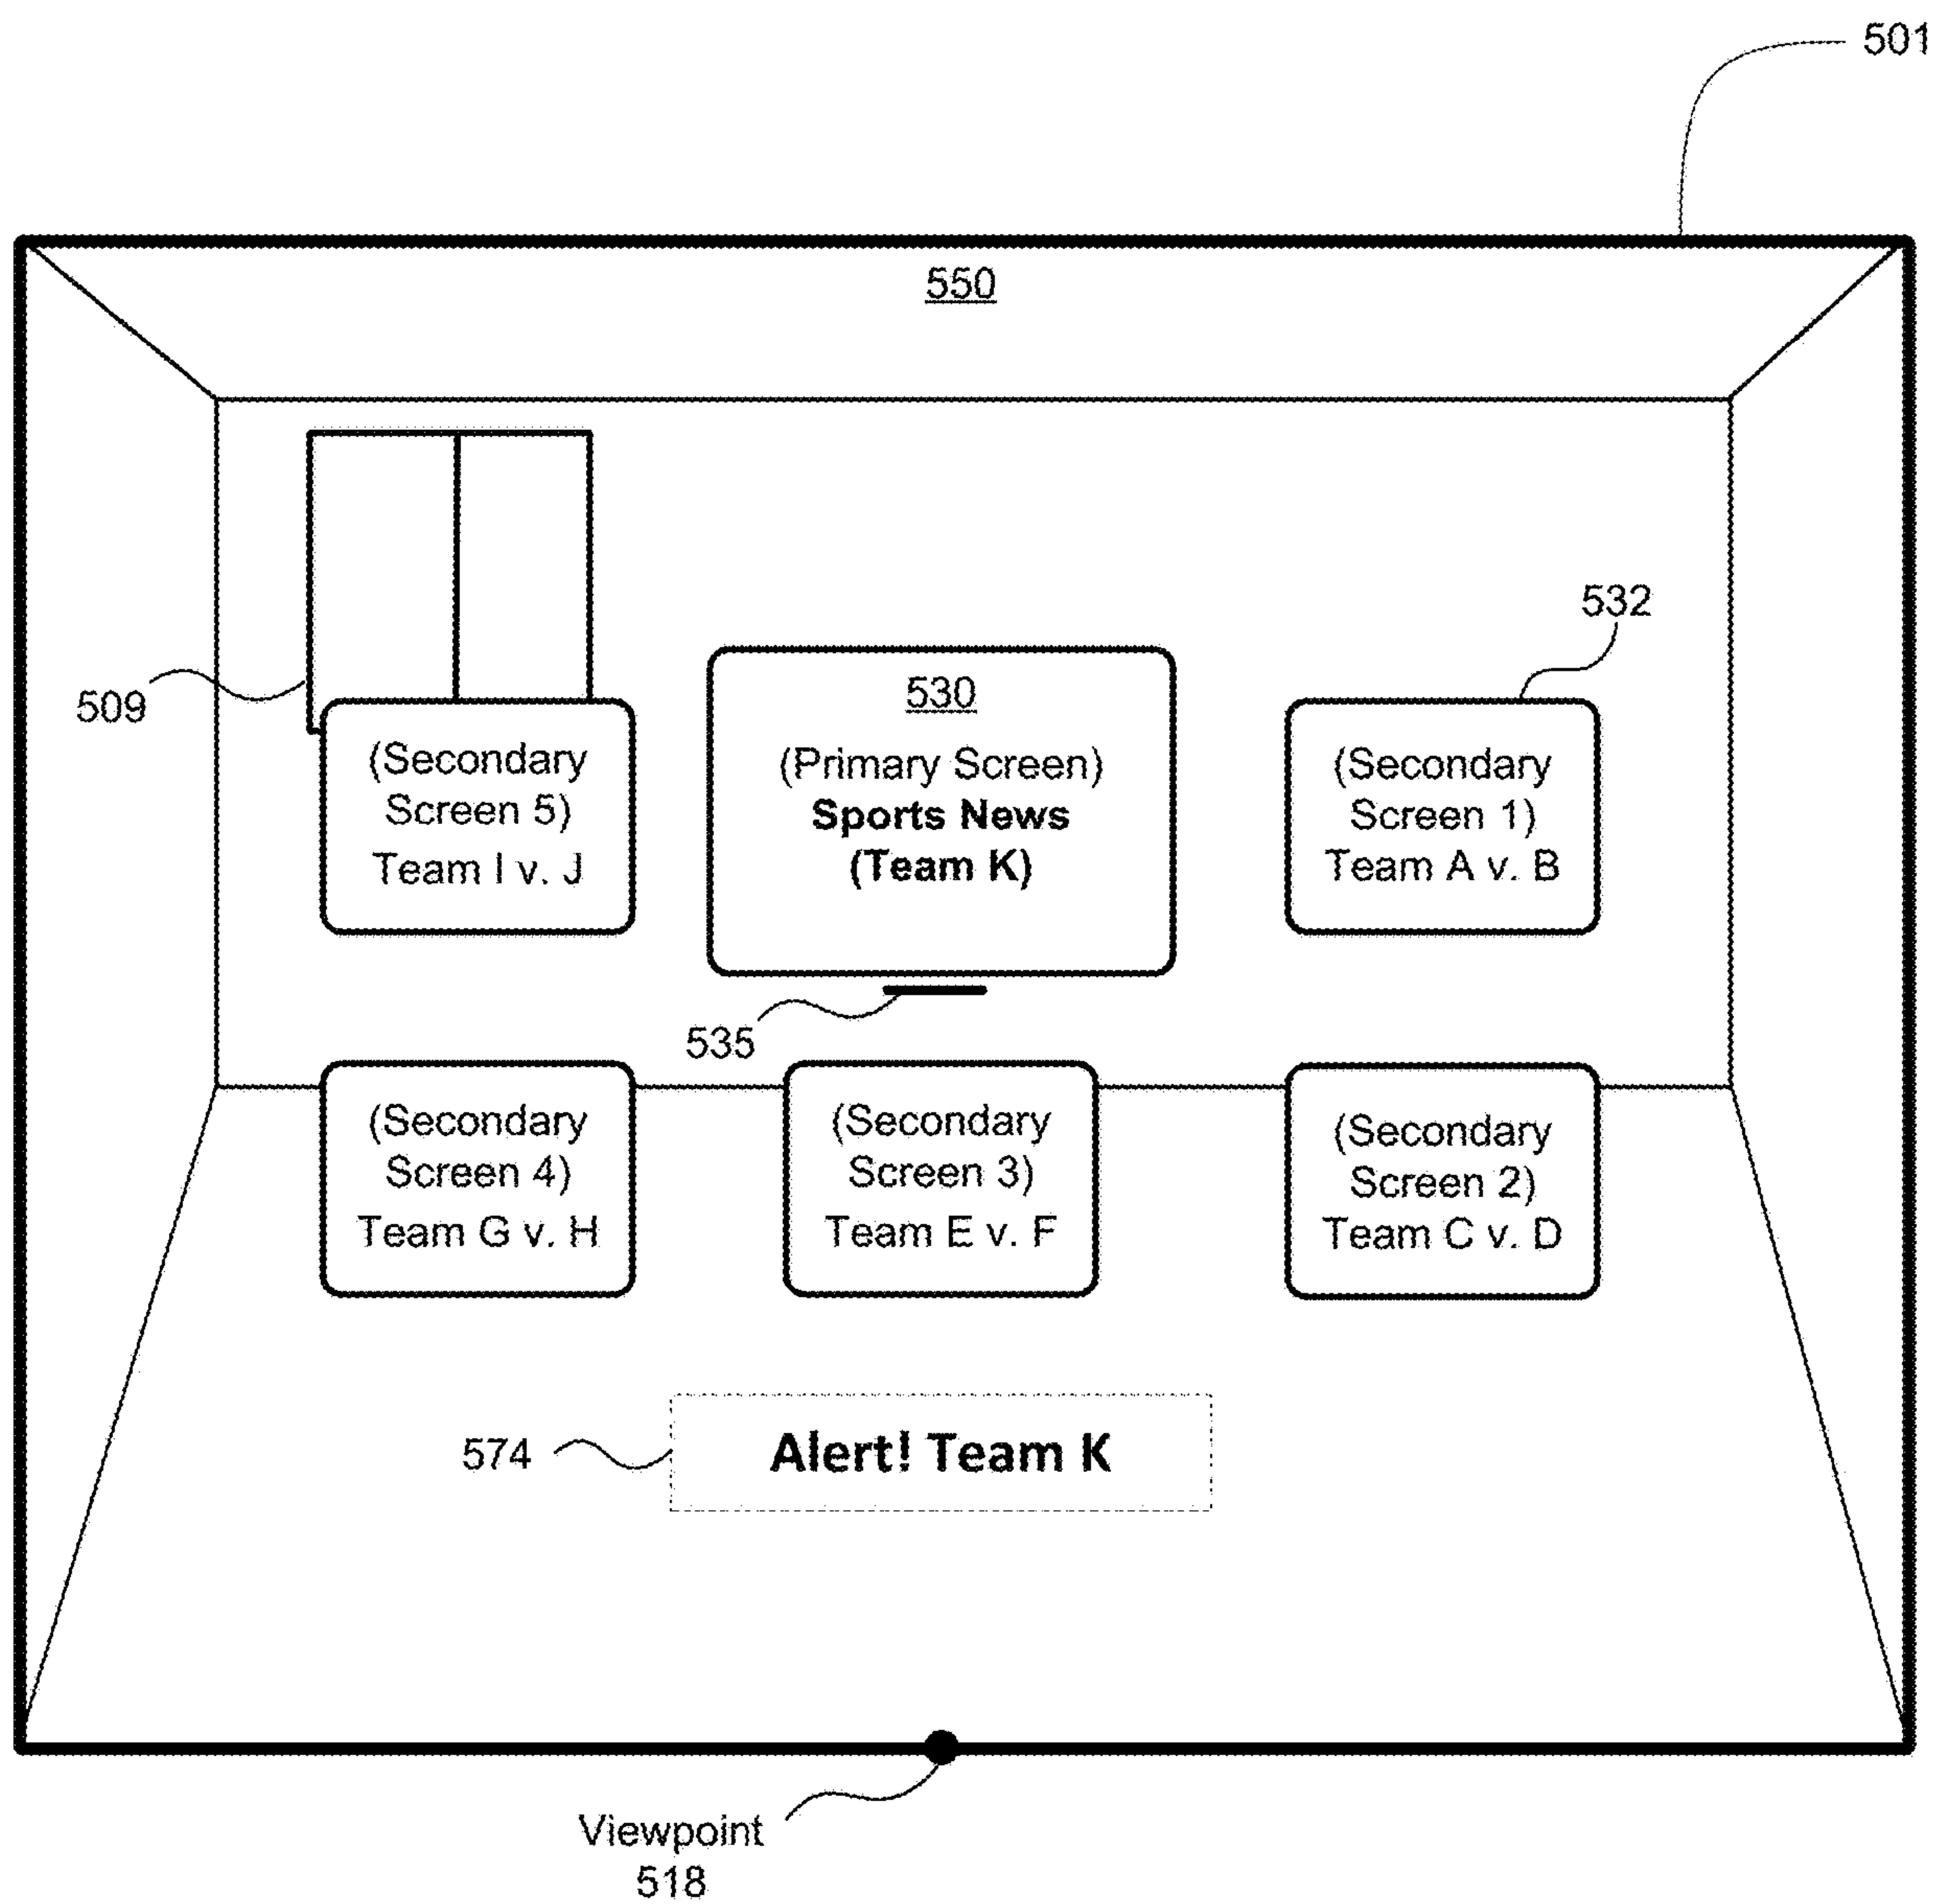 501
550
532
509
(Secondary
Screen 5)
Team I v. J
530
(Primary Screen)
Sports News
(Team K)
(Secondary
Screen 1)
Team A v. B
535
(Secondary
Screen 4)
Team G v. H
(Secondary
Screen 3)
Team E v. F
(Secondary
Screen 2)
Team C v. D
574
Alert! Team K
Viewpoint
518